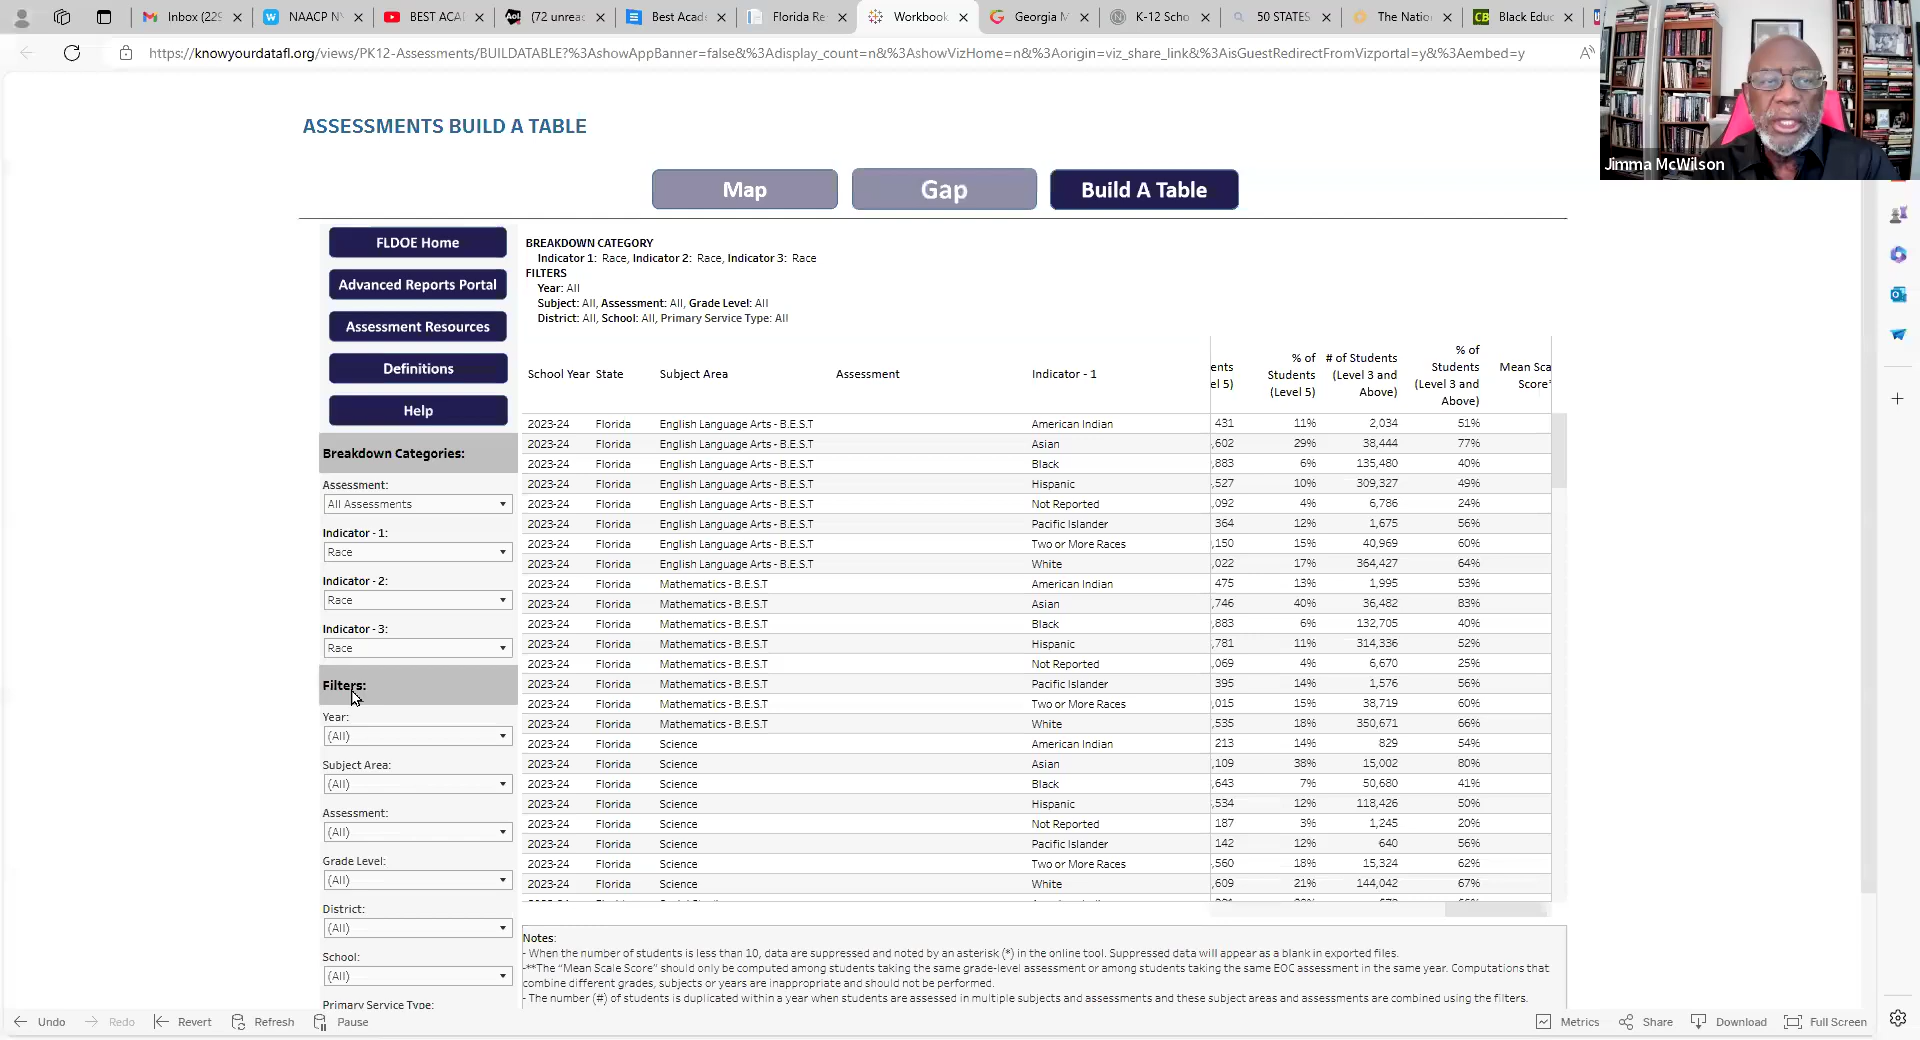 Inbox (229
NAACP N
BEST ACA
(72 unrea
Best Acad
Florida Re
Workbook
Georgia M
K-12 Scho
50 STATES
The Natio
Black Educ
https://knowyourdatafl.org/views/PK12-Assessments/BUILDATABLE?%3AshowAppBanner=false&%3Adisplay_count=n&%3AshowVizHome=n&%3Aorigin=viz_share_link&%3AisGuestRedirectFromVizportal=y&%3Aembed=y
Jimma McWilson
ASSESSMENTS BUILD A TABLE
Map Gap Build A Table
FLDOE Home
Advanced Reports Portal
Assessment Resources
Definitions
Help
Breakdown Categories:
Assessment:
All Assessments
Indicator - 1:
Race
Indicator - 2:
Race
Indicator - 3:
Race
Filters:
Year:
(All)
Subject Area:
(All)
Assessment:
(All)
Grade Level:
(All)
District:
(All)
School:
(All)
Primary Service Type:
BREAKDOWN CATEGORY
Indicator 1: Race, Indicator 2: Race, Indicator 3: Race
FILTERS
Year: All
Subject: All, Assessment: All, Grade Level: All
District: All, School: All, Primary Service Type: All
School Year State Subject Area Assessment Indicator - 1
ents
el 5)
% of
Students
(Level 5)
# of Students
(Level 3 and
Above)
% of
Students
(Level 3 and
Above)
Mean Sca
Score*
2023-24 Florida English Language Arts - B.E.S.T American Indian 431 11% 2,034 51%
2023-24 Florida English Language Arts - B.E.S.T Asian ,602 29% 38,444 77%
2023-24 Florida English Language Arts - B.E.S.T Black ,883 6% 135,480 40%
2023-24 Florida English Language Arts - B.E.S.T Hispanic ,527 10% 309,327 49%
2023-24 Florida English Language Arts - B.E.S.T Not Reported ,092 4% 6,786 24%
2023-24 Florida English Language Arts - B.E.S.T Pacific Islander 364 12% 1,675 56%
2023-24 Florida English Language Arts - B.E.S.T Two or More Races ,150 15% 40,969 60%
2023-24 Florida English Language Arts - B.E.S.T White ,022 17% 364,427 64%
2023-24 Florida Mathematics - B.E.S.T American Indian 475 13% 1,995 53%
2023-24 Florida Mathematics - B.E.S.T Asian ,746 40% 36,482 83%
2023-24 Florida Mathematics - B.E.S.T Black ,883 6% 132,705 40%
2023-24 Florida Mathematics - B.E.S.T Hispanic ,781 11% 314,336 52%
2023-24 Florida Mathematics - B.E.S.T Not Reported ,069 4% 6,670 25%
2023-24 Florida Mathematics - B.E.S.T Pacific Islander 395 14% 1,576 56%
2023-24 Florida Mathematics - B.E.S.T Two or More Races ,015 15% 38,719 60%
2023-24 Florida Mathematics - B.E.S.T White ,535 18% 350,671 66%
2023-24 Florida Science American Indian 213 14% 829 54%
2023-24 Florida Science Asian ,109 38% 15,002 80%
2023-24 Florida Science Black ,643 7% 50,680 41%
2023-24 Florida Science Hispanic ,534 12% 118,426 50%
2023-24 Florida Science Not Reported 187 3% 1,245 20%
2023-24 Florida Science Pacific Islander 142 12% 640 56%
2023-24 Florida Science Two or More Races ,560 18% 15,324 62%
2023-24 Florida Science White ,609 21% 144,042 67%
Notes:
- When the number of students is less than 10, data are suppressed and noted by an asterisk (*) in the online tool. Suppressed data will appear as a blank in exported files.
-**The “Mean Scale Score” should only be computed among students taking the same grade-level assessment or among students taking the same EOC assessment in the same year. Computations that
combine different grades, subjects or years are inappropriate and should not be performed.
- The number (#) of students is duplicated within a year when students are assessed in multiple subjects and assessments and these subject areas and assessments are combined using the filters.
Undo Redo Revert Refresh Pause Metrics Share Download Full Screen